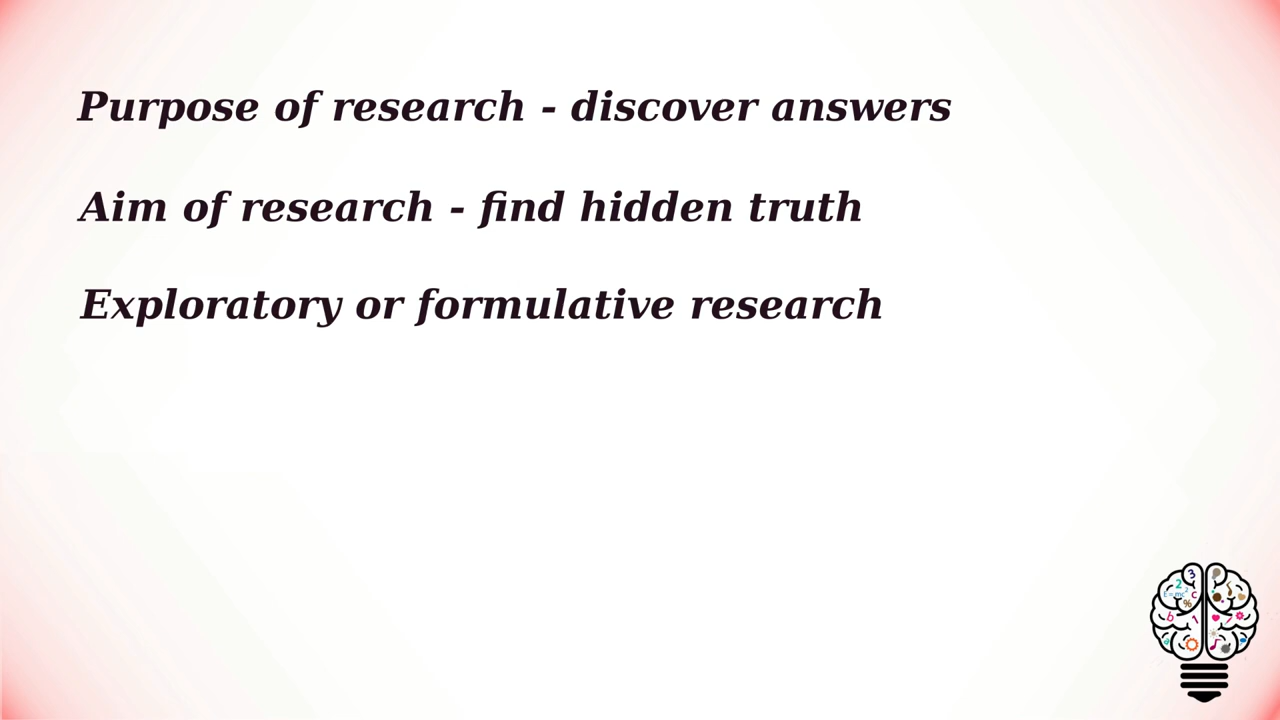 Purpose of research - discover answers
Aim of research - find hidden truth
Exploratory or formulative research